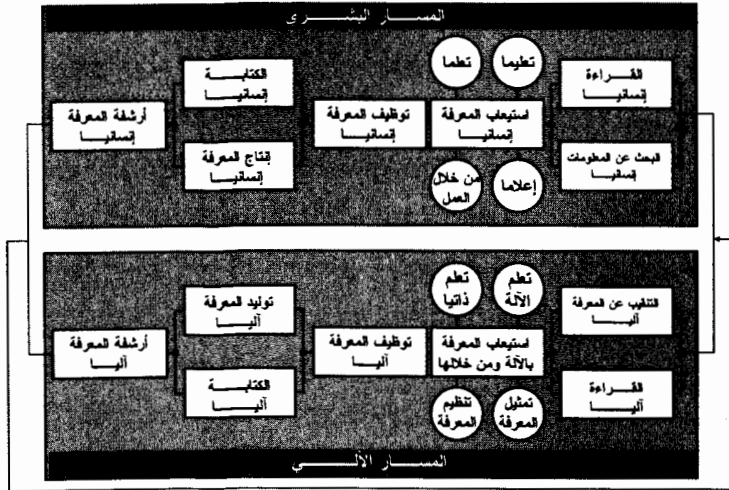 المسار البشرى
القراءة
إنسانيا
البحث عن المعلومات
إنسانيا
تعليما
تعلما
استيعاب المعرفة
إنسانيا
إعلاما
من خلال
العمل
توظيف المعرفة
إنسانيا
الكتابة
إنسانيا
إنتاج المعرفة
إنسانيا
أرشفة المعرفة
إنسانيا
التنقيب عن المعرفة
آليا
القراءة
آليا
تعلم
الآلة
تعلم
ذاتيا
استيعاب المعرفة
بالآلة ومن خلالها
تمثيل
المعرفة
تنظيم
المعرفة
توظيف المعرفة
آليا
توليد المعرفة
آليا
الكتابة
آليا
أرشفة المعرفة
آليا
المسار الآلي